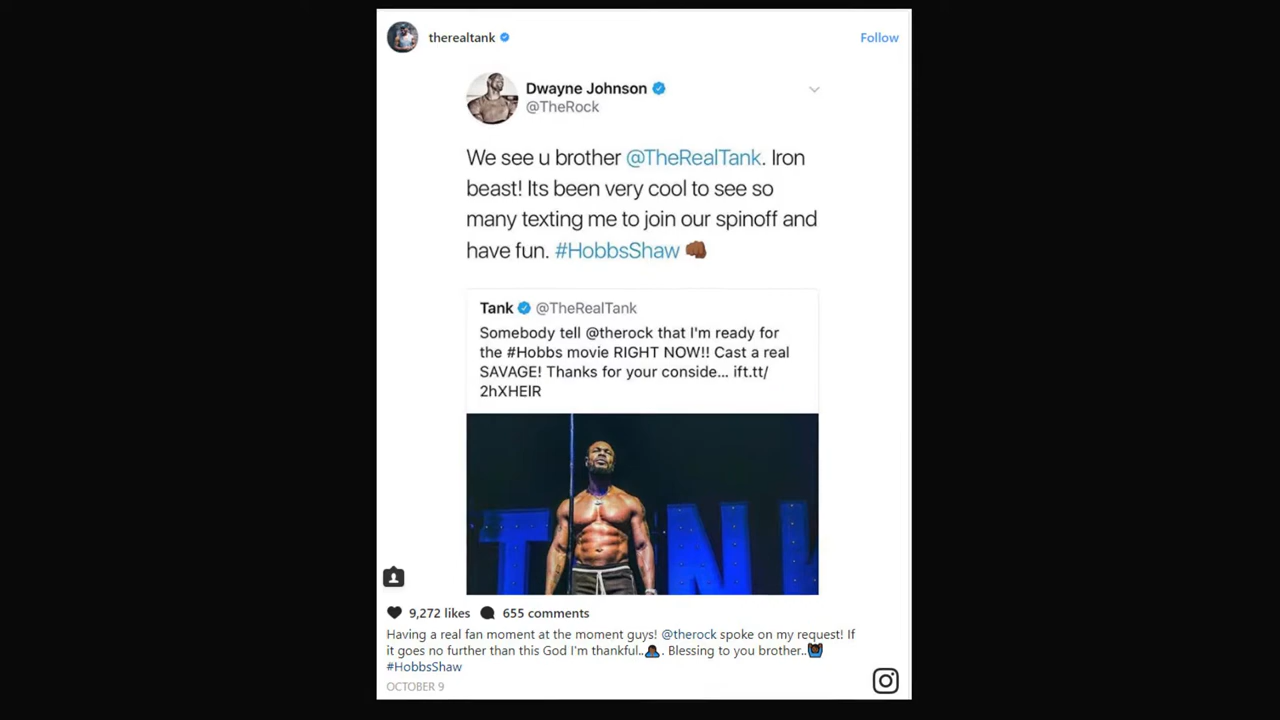 therealtank
Follow
Dwayne Johnson
@TheRock
We see u brother @TheRealTank. Iron
beast! Its been very cool to see so
many texting me to join our spinoff and
have fun. #HobbsShaw 👊🏾
Tank @TheRealTank
Somebody tell @therock that I'm ready for
the #Hobbs movie RIGHT NOW!! Cast a real
SAVAGE! Thanks for your conside... ift.tt/
2hXHEIR
TANK
9,272 likes 655 comments
Having a real fan moment at the moment guys! @therock spoke on my request! If
it goes no further than this God I'm thankful..🙏🏾. Blessing to you brother..🙌🏾
#HobbsShaw
OCTOBER 9